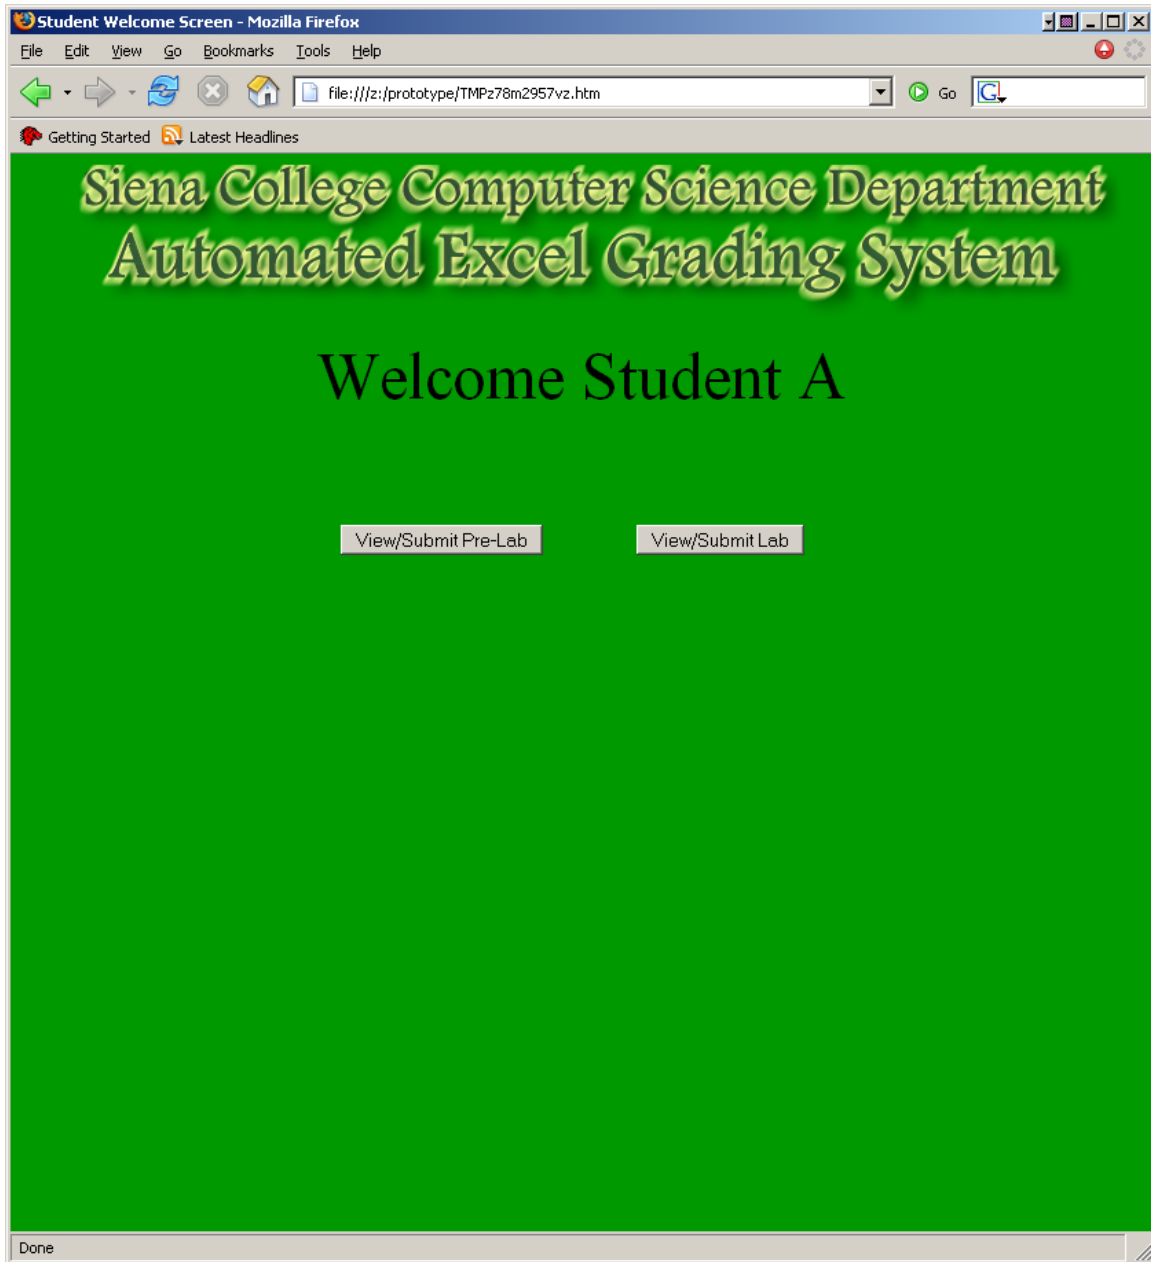 Student Welcome Screen - Mozilla Firefox
File Edit View Go Bookmarks Tools Help
file:///z:/prototype/TMPz78m2957vz.htm Go G
Getting Started Latest Headlines
Siena College Computer Science Department
Automated Excel Grading System
Welcome Student A
View/Submit Pre-Lab View/Submit Lab
Done